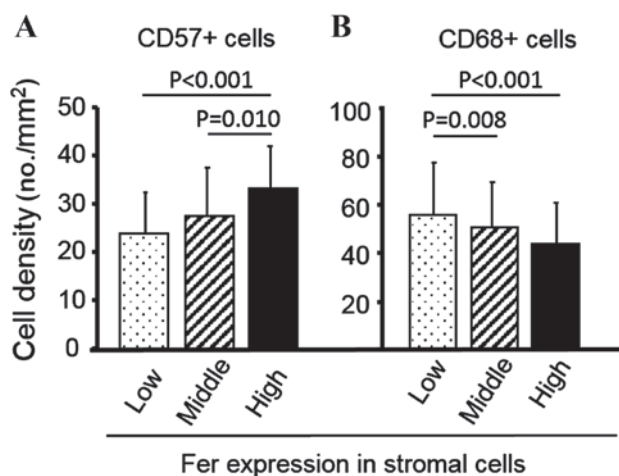 A
CD57+ cells
P<0.001
P=0.010
50
40
30
20
10
0
Cell density (no./mm²)
Low
Middle
High
B
CD68+ cells
P<0.001
P=0.008
100
80
60
40
20
Low
Middle
High
Fer expression in stromal cells